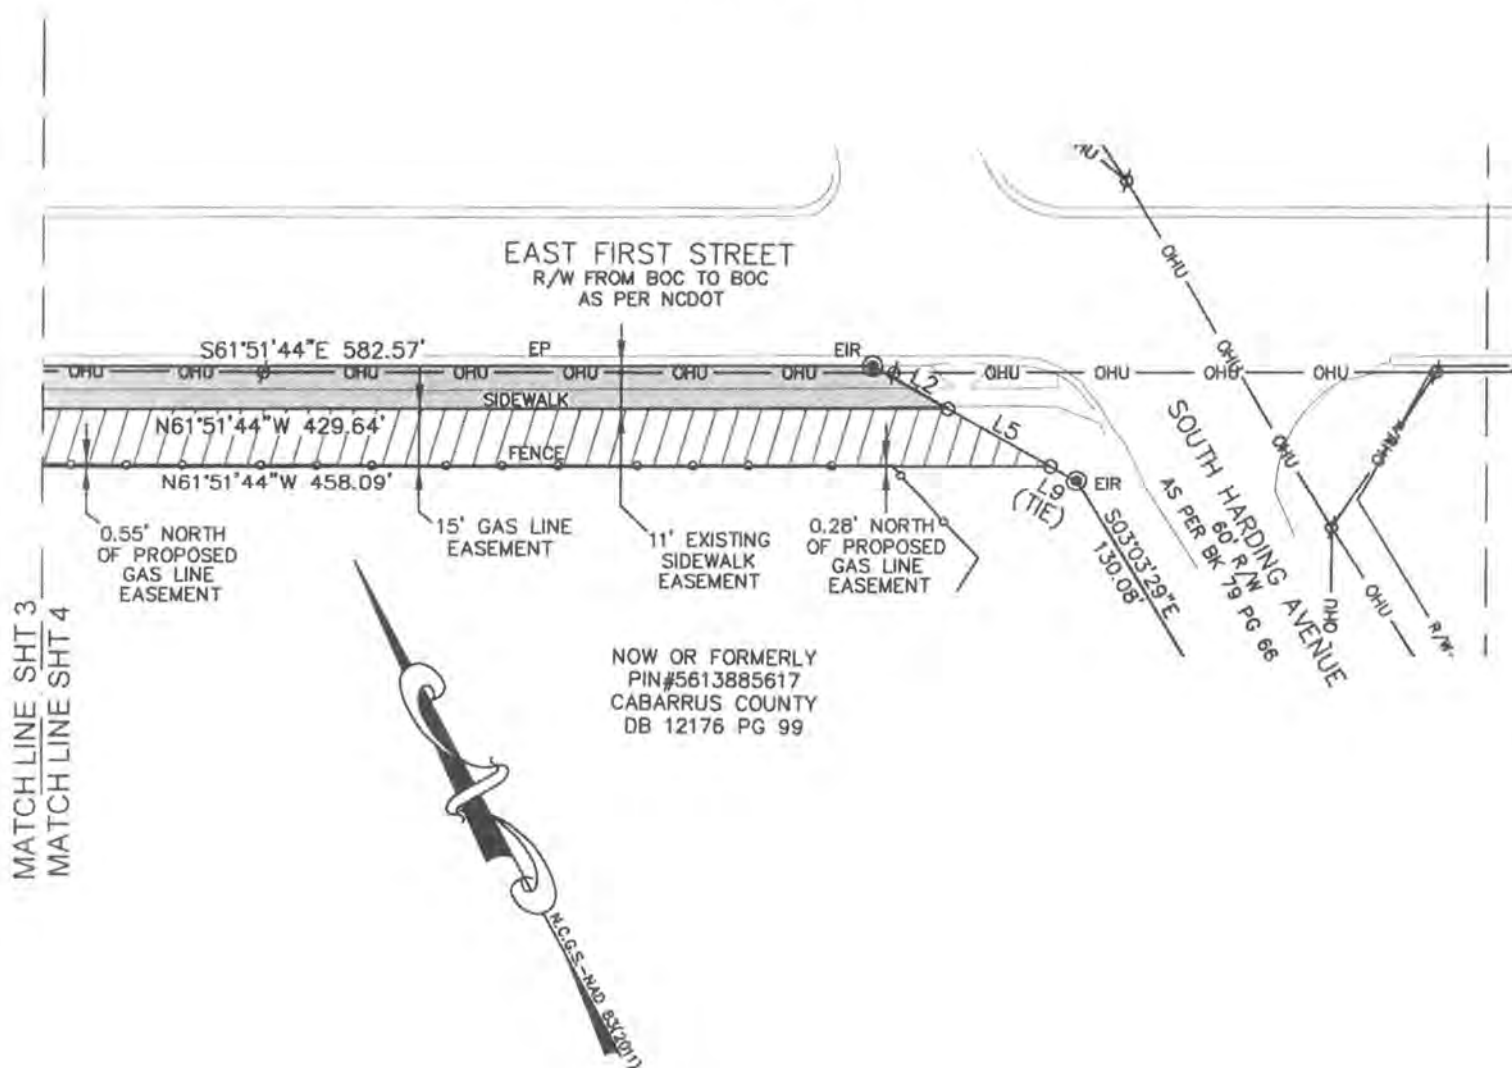 OHU
EAST FIRST STREET
R/W FROM BOC TO BOC
AS PER NCDOT
OHU
OHU
S61°51'44"E 582.57'
EP
EIR
OHU OHU OHU OHU OHU OHU OHU OHU OHU OHU OHU OHU
L2
SIDEWALK
N61°51'44"W 429.64'
L5
FENCE
N61°51'44"W 458.09'
L9
(TIE)
EIR
OHU
OHU
0.55' NORTH
OF PROPOSED
GAS LINE
EASEMENT
15' GAS LINE
EASEMENT
11' EXISTING
SIDEWALK
EASEMENT
0.28' NORTH
OF PROPOSED
GAS LINE
EASEMENT
S03°03'29"E
130.08'
SOUTH HARDING AVENUE
60' R/W
AS PER BK 79 PG 66
OHU
OHU
R/W
MATCH LINE SHT 3
MATCH LINE SHT 4
NOW OR FORMERLY
PIN#5613885617
CABARRUS COUNTY
DB 12176 PG 99
N.C.G.S.-NAD 83(2011)